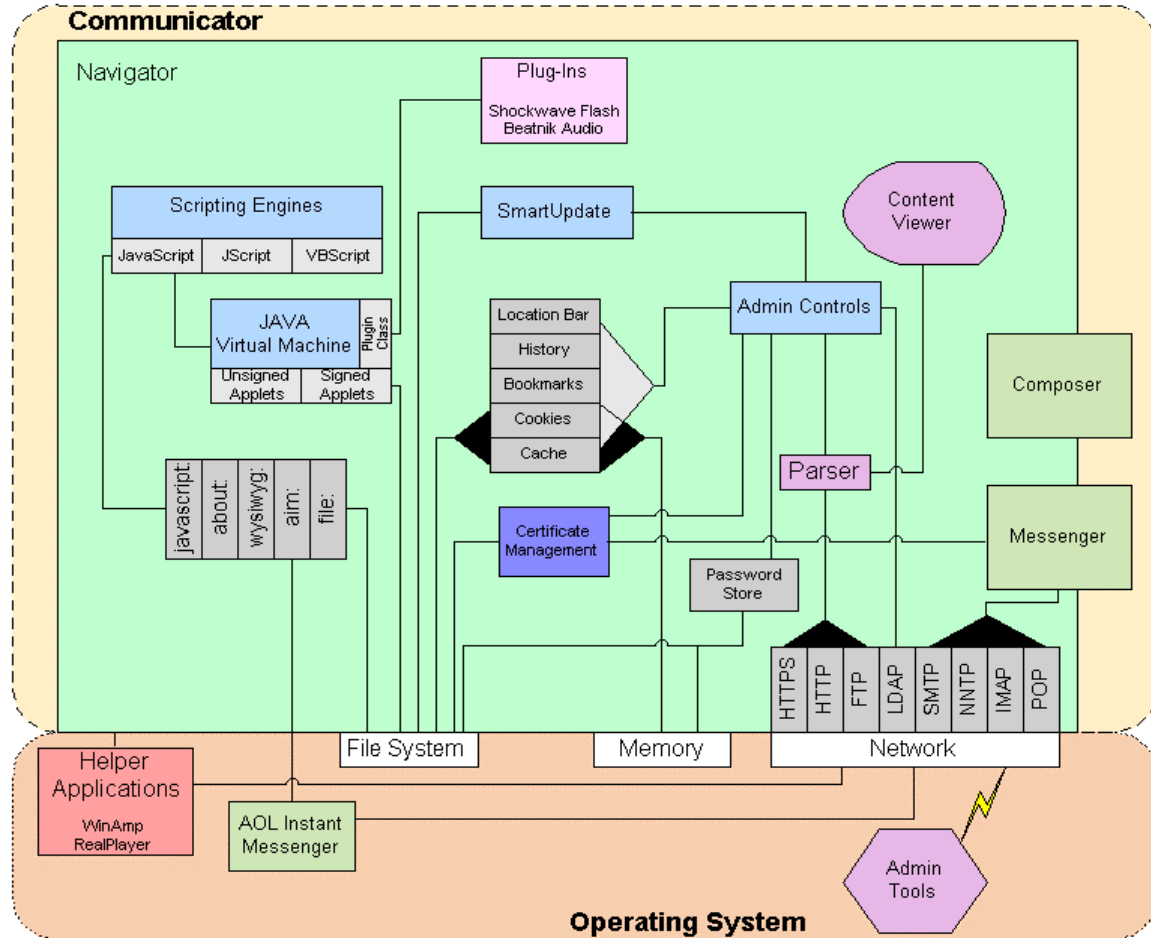 Communicator
Navigator
Plug-Ins
Shockwave Flash
Beatnik Audio
Scripting Engines
JavaScript
JScript
VBScript
SmartUpdate
Content
Viewer
JAVA
Virtual Machine
Plugin
Class
Unsigned
Applets
Signed
Applets
Location Bar
History
Bookmarks
Cookies
Cache
Admin Controls
Composer
Parser
javascript:
about:
wysiwyg:
aim:
file:
Certificate
Management
Messenger
Password
Store
HTTPS
HTTP
FTP
LDAP
SMTP
NNTP
IMAP
POP
File System
Memory
Network
Helper
Applications
WinAmp
RealPlayer
AOL Instant
Messenger
Admin
Tools
Operating System